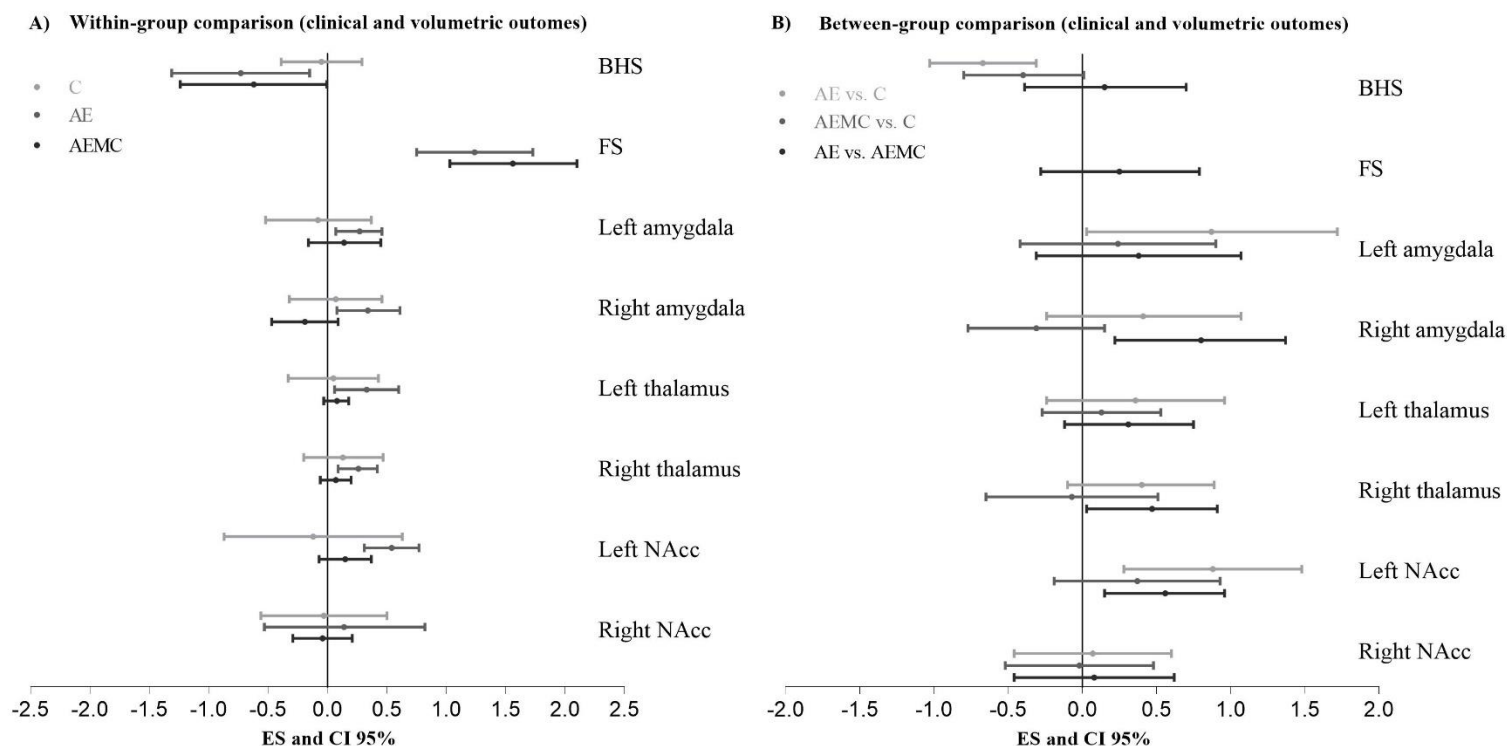 A) Within-group comparison (clinical and volumetric outomes)
C
AE
AEMC
BHS
FS
Left amygdala
Right amygdala
Left thalamus
Right thalamus
Left NAcc
Right NAcc
-2.5 -2.0 -1.5 -1.0 -0.5 0.0 0.5 1.0 1.5 2.0 2.5
ES and CI 95%
B) Between-group comparison (clinical and volumetric outomes)
AE vs. C
AEMC vs. C
AE vs. AEMC
BHS
FS
Left amygdala
Right amygdala
Left thalamus
Right thalamus
Left NAcc
Right NAcc
-2.0 -1.5 -1.0 -0.5 0.0 0.5 1.0 1.5 2.0
ES and CI 95%